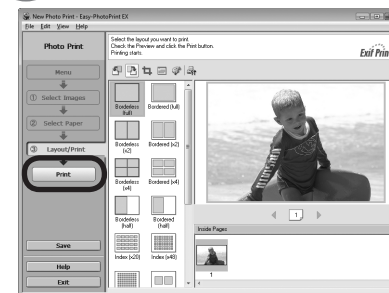 New Photo Print - Easy-PhotoPrint EX
File Edit View Help
Photo Print
Select the layout you want to print.
Check the Preview and click the Print button.
Printing starts.
Exif Prin
Menu
① Select Images
② Select Paper
③ Layout/Print
Print
Save
Help
Exit
Borderless (full)
Bordered (full)
Borderless (x2)
Bordered (x2)
Borderless (x4)
Bordered (x4)
Borderless (half)
Bordered (half)
Index (x20)
Index (x48)
1
Inside Pages
1